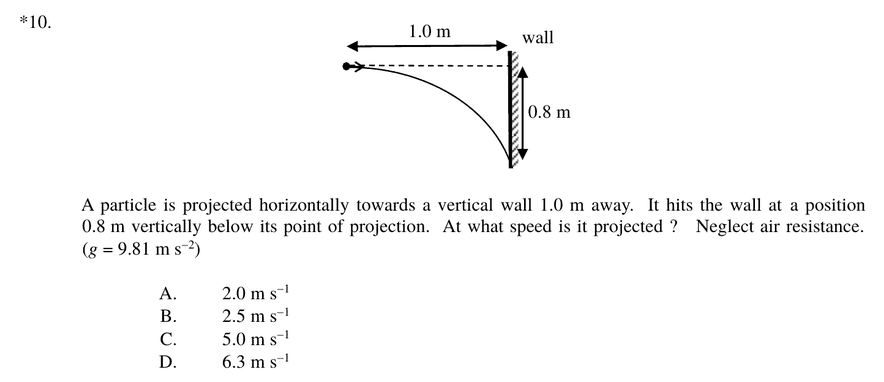 *10.
1.0 m
wall
0.8 m
A particle is projected horizontally towards a vertical wall 1.0 m away. It hits the wall at a position
0.8 m vertically below its point of projection. At what speed is it projected ? Neglect air resistance.
(g = 9.81 m s⁻²)
A. 2.0 m s⁻¹
B. 2.5 m s⁻¹
C. 5.0 m s⁻¹
D. 6.3 m s⁻¹